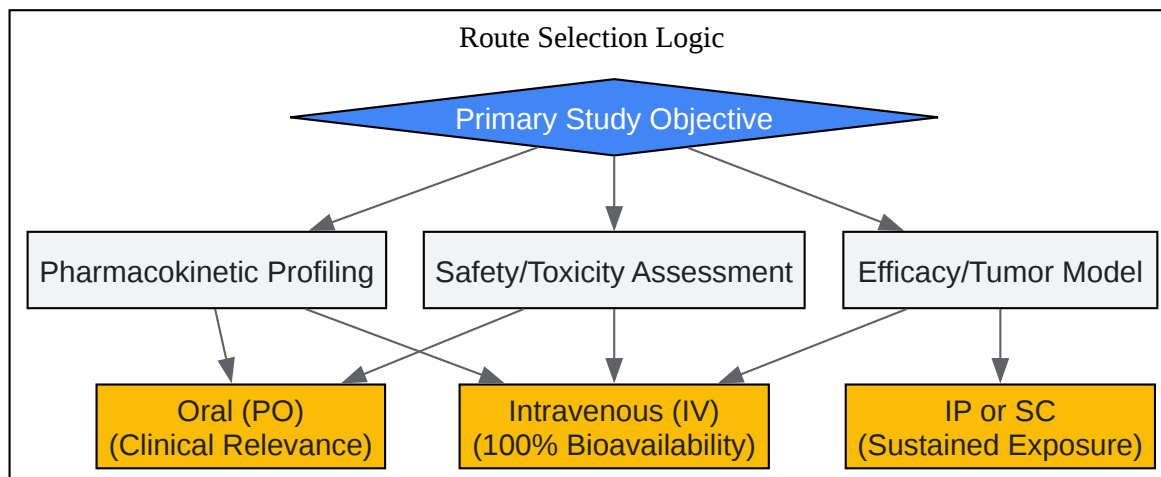 Route Selection Logic
Primary Study Objective
Pharmacokinetic Profiling
Safety/Toxicity Assessment
Efficacy/Tumor Model
Oral (PO)
(Clinical Relevance)
Intravenous (IV)
(100% Bioavailability)
IP or SC
(Sustained Exposure)